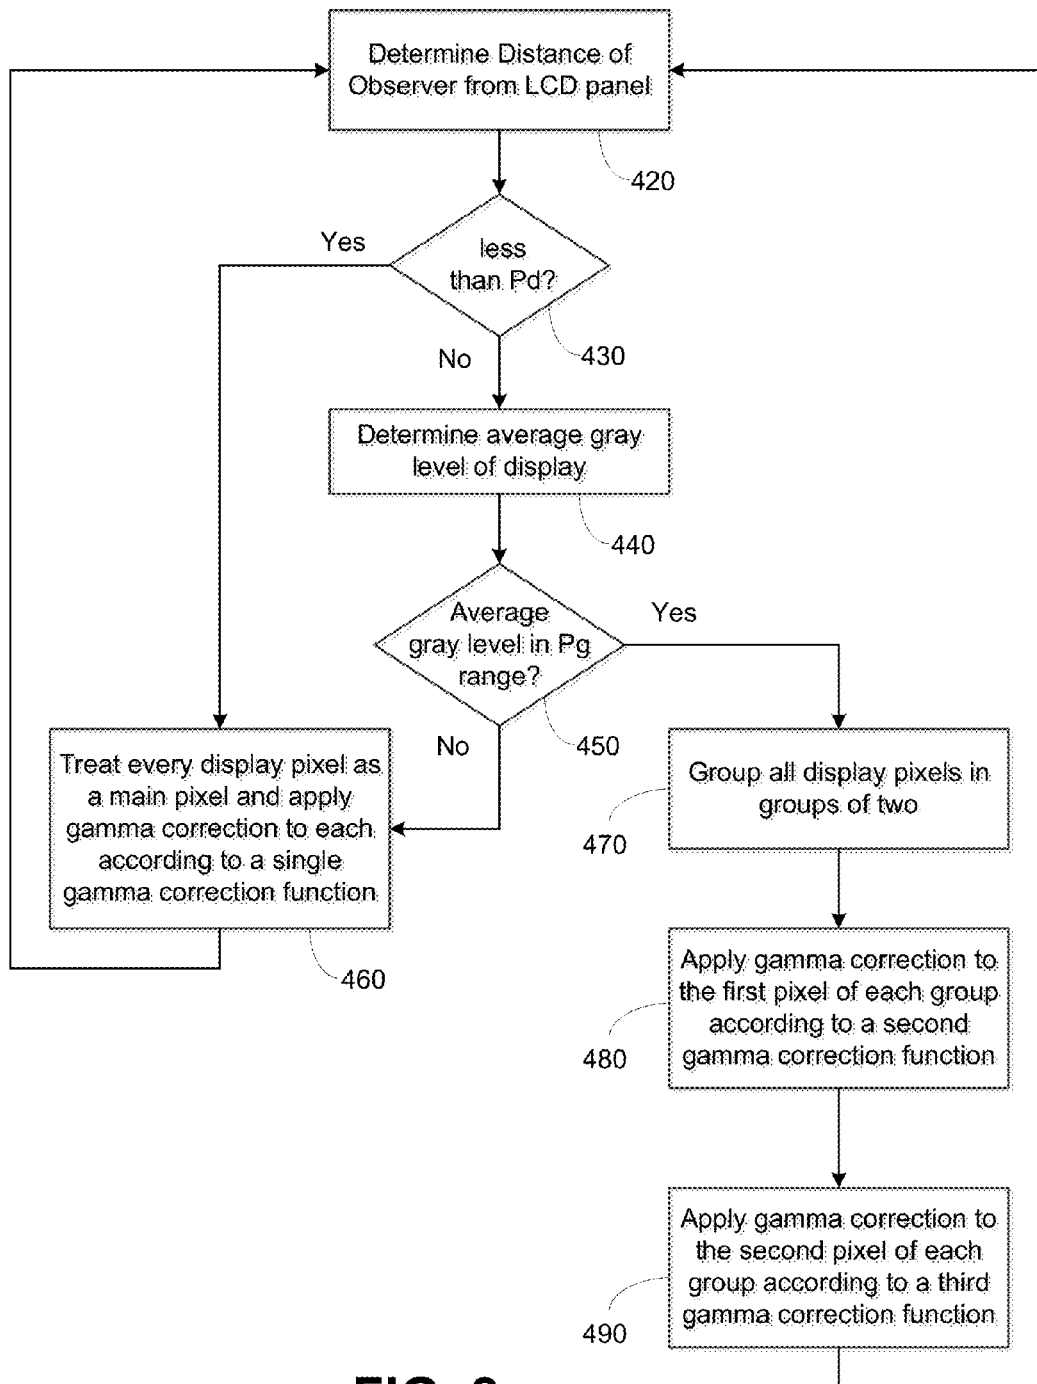 Determine Distance of
Observer from LCD panel
420
Yes
less
than Pd?
No
430
Determine average gray
level of display
440
Average
gray level in Pg
range?
Yes
No
450
Treat every display pixel as
a main pixel and apply
gamma correction to each
according to a single
gamma correction function
460
Group all display pixels in
groups of two
470
Apply gamma correction to
the first pixel of each group
according to a second
gamma correction function
480
Apply gamma correction to
the second pixel of each
group according to a third
gamma correction function
490
FIG.